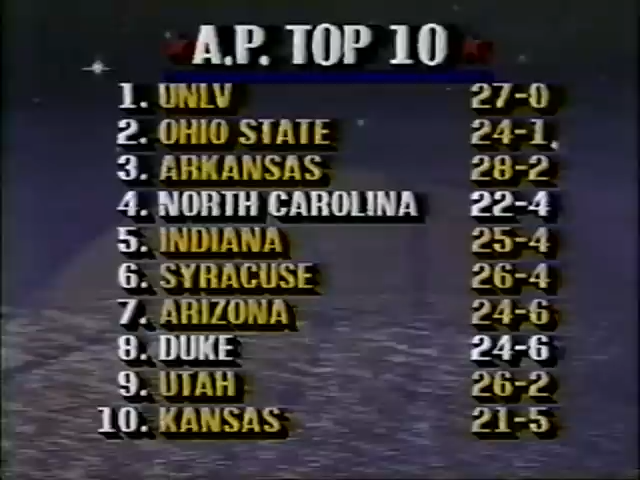 A.P. TOP 10
1. UNLV 27-0
2. OHIO STATE 24-1
3. ARKANSAS 28-2
4. NORTH CAROLINA 22-4
5. INDIANA 25-4
6. SYRACUSE 26-4
7. ARIZONA 24-6
8. DUKE 24-6
9. UTAH 26-2
10. KANSAS 21-5